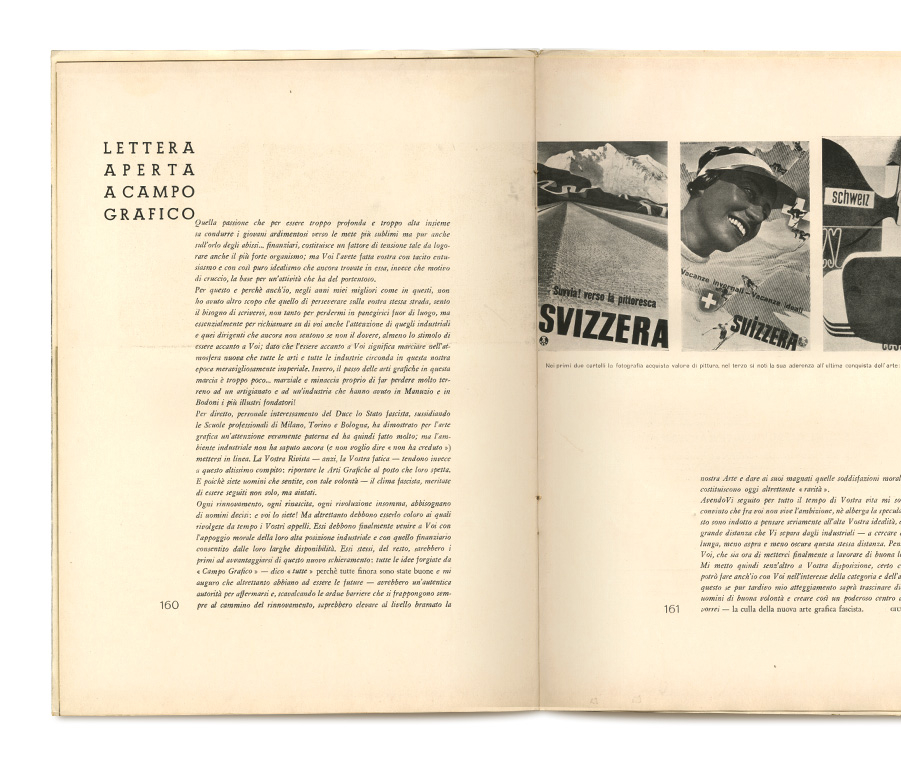 LETTERA
APERTA
A CAMPO
GRAFICO
Quella passione che per essere troppo profonda e troppo alta insieme
sa condurre i giovani ardimentosi verso le mete più sublimi ma pur anche
sull'orlo degli abissi... finanziari, costituisce un fattore di tensione tale da logo-
rare anche il più forte organismo; ma Voi l'avete fatta vostra con tacito entu-
siasmo e con così puro idealismo che ancora trovate in essa, invece che motivo
di cruccio, la base per un'attività che ha del portentoso.
Per questo e perchè anch'io, negli anni miei migliori come in questi, non
ho avuto altro scopo che quello di perseverare sulla vostra stessa strada, sento
il bisogno di scrivervi, non tanto per perdermi in panegirici fuor di luogo, ma
essenzialmente per richiamare su di voi anche l'attenzione di quegli industriali
e quei dirigenti che ancora non sentono se non il dovere, almeno lo stimolo di
essere accanto a Voi; dato che l'essere accanto a Voi significa marciare nell'at-
mosfera nuova che tutte le arti e tutte le industrie circonda in questa nostra
epoca meravigliosamente imperiale. Invero, il passo delle arti grafiche in questa
marcia è troppo poco... marziale e minaccia proprio di far perdere molto ter-
reno ad un artigianato e ad un'industria che hanno avuto in Manuzio e in
Bodoni i più illustri fondatori!
Per diretto, personale interessamento del Duce lo Stato fascista, sussidiando
le Scuole professionali di Milano, Torino e Bologna, ha dimostrato per l'arte
grafica un'attenzione veramente paterna ed ha quindi fatto molto; ma l'am-
biente industriale non ha saputo ancora (e non voglio dire « non ha creduto »)
mettersi in linea. La Vostra Rivista — anzi, la Vostra fatica — tendono invece
a questo altissimo compito: riportare le Arti Grafiche al posto che loro spetta.
E poichè siete uomini che sentite, con tale volontà — il clima fascista, meritate
di essere seguiti non solo, ma aiutati.
Ogni rinnovamento, ogni rinascita, ogni rivoluzione insomma, abbisognano
di uomini decisi: e voi lo siete! Ma altrettanto debbono esserlo coloro ai quali
rivolgete da tempo i Vostri appelli. Essi debbono finalmente venire a Voi con
l'appoggio morale della loro alta posizione industriale e con quello finanziario
consentito dalle loro larghe disponibilità. Essi stessi, del resto, sarebbero i
primi ad avvantaggiarsi di questo nuovo schieramento: tutte le idee forgiate da
« Campo Grafico » — dico « tutte » perchè tutte finora sono state buone e mi
auguro che altrettanto abbiano ad essere le future — avrebbero un'autentica
autorità per affermarsi e, scavalcando le ardue barriere che si frappongono sem-
pre al cammino del rinnovamento, saprebbero elevare al livello bramato la
160
Survia! verso la pittoresca
SVIZZERA
Vacanze invernali - Vacanze ideali
SVIZZERA
schweiz
Nei primi due cartelli la fotografia acquista valore di pittura, nel terzo si noti la sua aderenza all'ultima conquista dell'arte:
nostra Arte e dare ai suoi magnati quelle soddisfazioni moral
costituiscono oggi altrettante « rarità ».
AvendoVi seguito per tutto il tempo di Vostra vita mi so
convinto che fra voi non vive l'ambizione, nè alberga la specula
sto sono indotto a pensare seriamente all'alta Vostra idealità,
grande distanza che Vi separa dagli industriali — a cercare
lunga, meno aspra e meno oscura questa stessa distanza. Pen
Voi, che sia ora di metterci finalmente a lavorare di buona l
Mi metto quindi senz'altro a Vostra disposizione, certo c
potrò fare anch'io con Voi nell'interesse della categoria e dell'a
questo se pur tardivo mio atteggiamento saprà trascinare di
uomini di buona volontà e creare così un poderoso centro
vorrei — la culla della nuova arte grafica fascista.
161